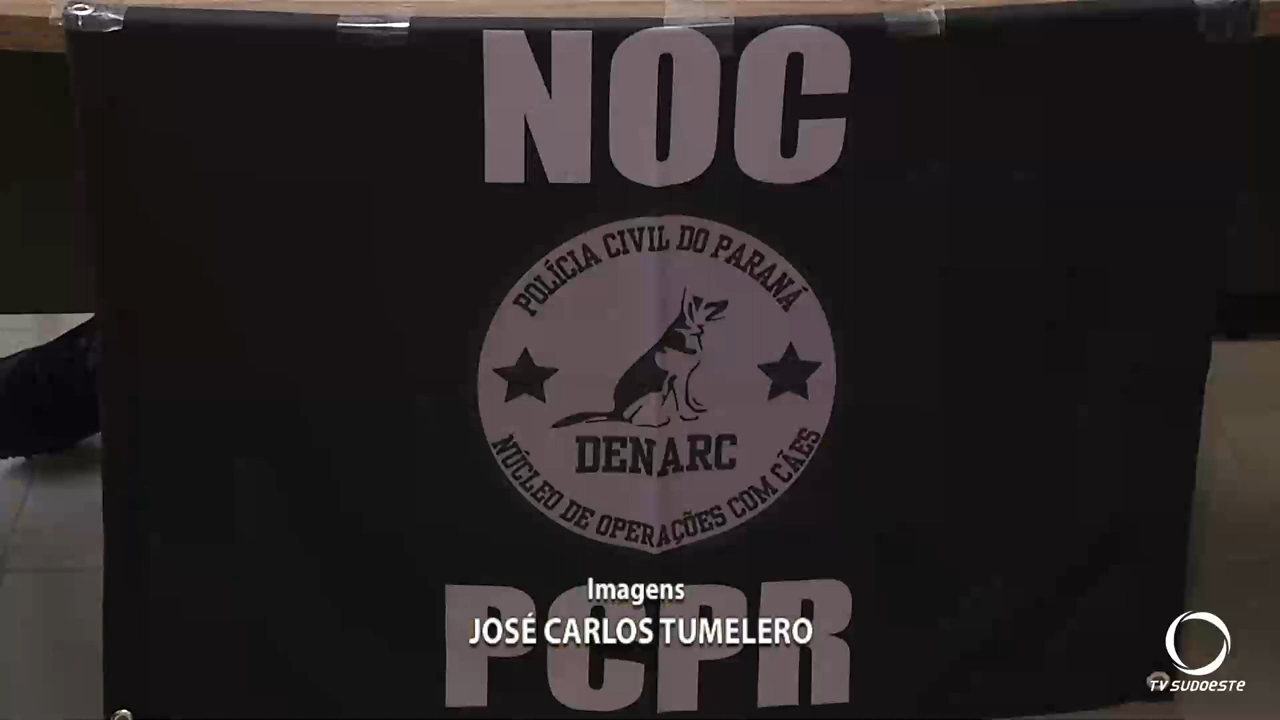 NOC
POLÍCIA CIVIL DO PARANÁ
DENARC
NÚCLEO DE OPERAÇÕES COM CÃES
Imagens
JOSÉ CARLOS TUMELERO
PCPR
TV SUDOESTE